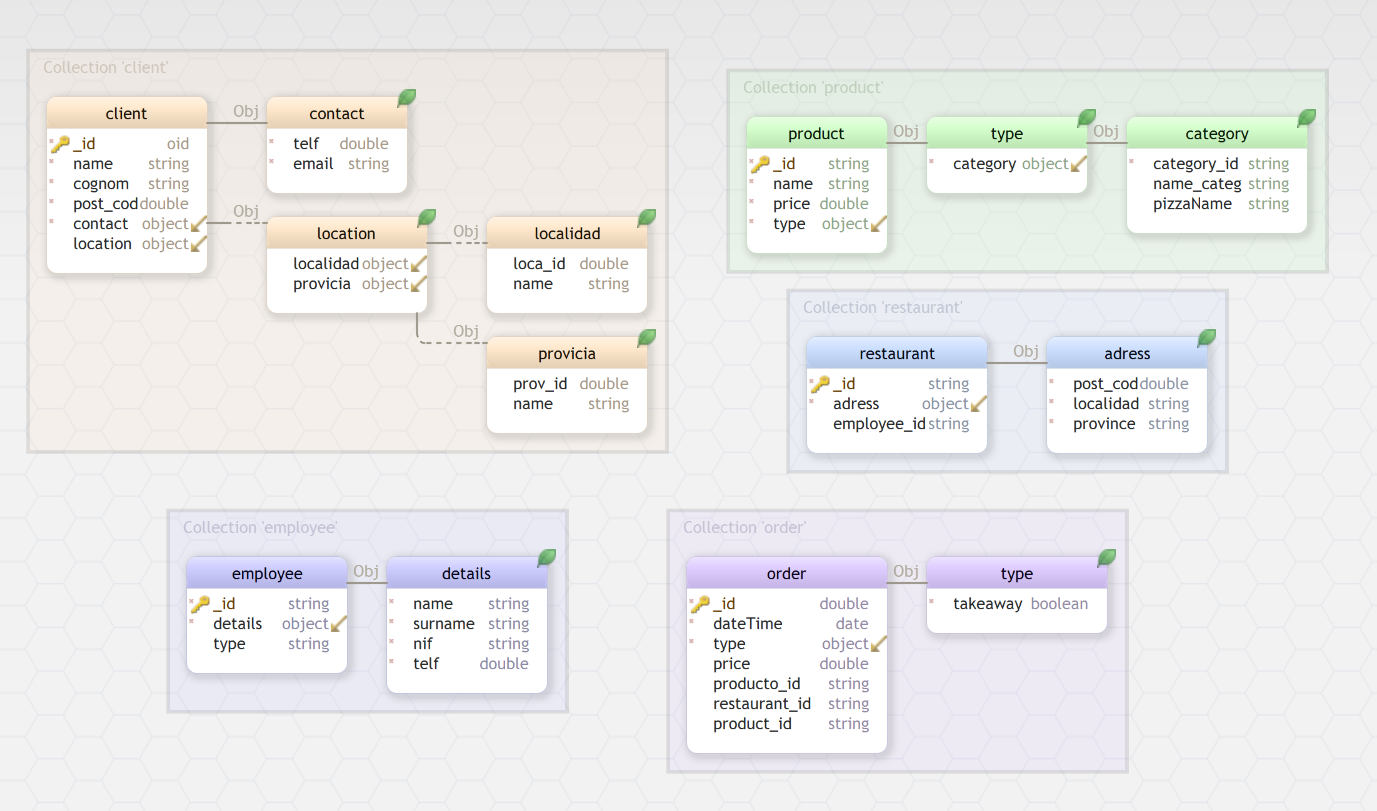 Collection 'client'
client
_id oid
name string
cognom string
post_cod double
contact object
location object
Obj
contact
telf double
email string
Obj
location
localidad object
provicia object
Obj
localidad
loca_id double
name string
Obj
provicia
prov_id double
name string
Collection 'product'
product
_id string
name string
price double
type object
Obj
type
category object
Obj
category
category_id string
name_categ string
pizzaName string
Collection 'restaurant'
restaurant
_id string
adress object
employee_id string
Obj
adress
post_cod double
localidad string
province string
Collection 'employee'
employee
_id string
details object
type string
Obj
details
name string
surname string
nif string
telf double
Collection 'order'
order
_id double
dateTime date
type object
price double
producto_id string
restaurant_id string
product_id string
Obj
type
takeaway boolean